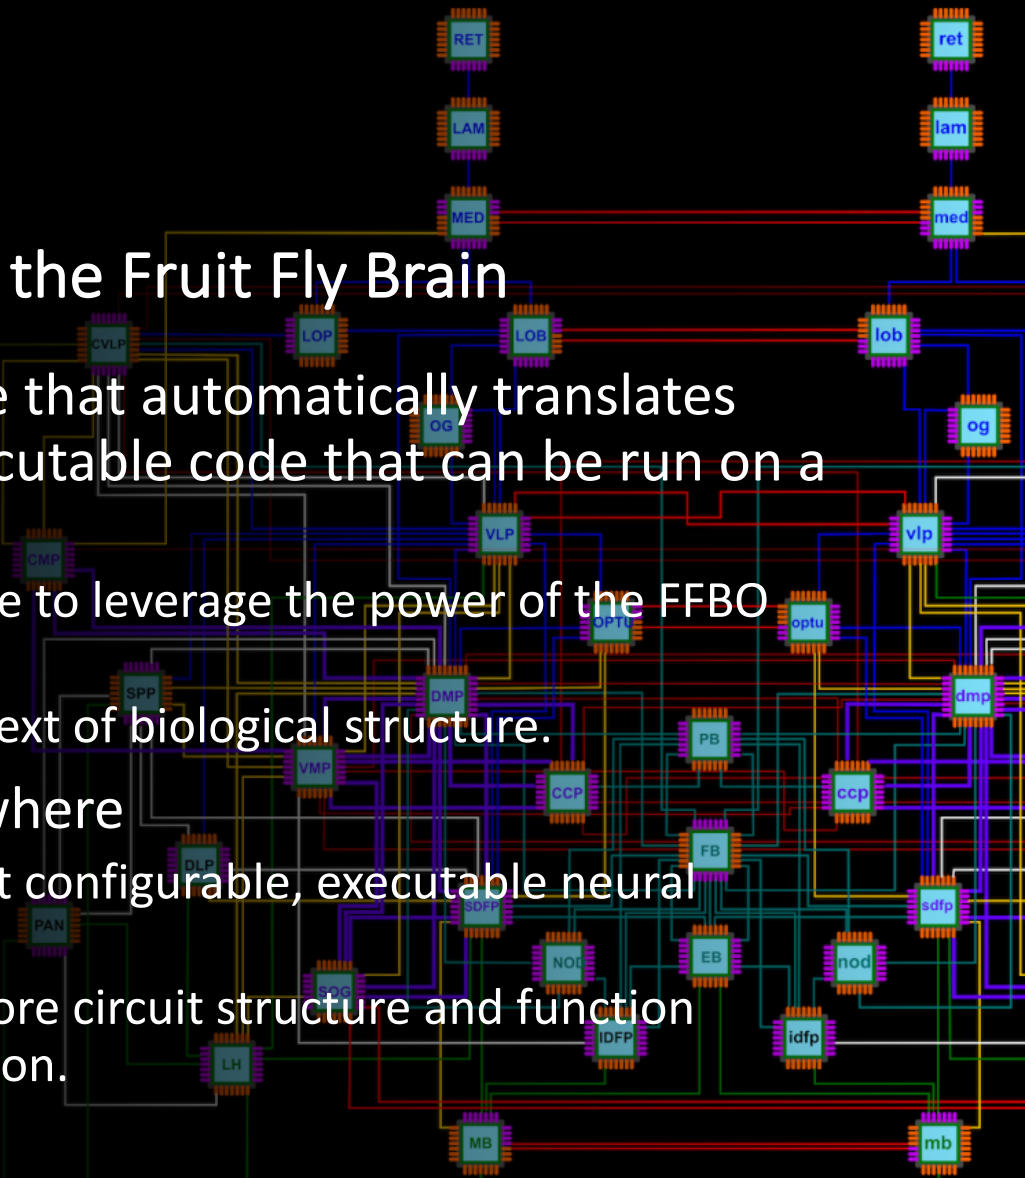 RET ret
LAM lam
MED med
the Fruit Fly Brain
CVLP LOP LOB lob
e that automatically translates
OG og
cutable code that can be run on a
VLP vlp
CMP
e to leverage the power of the FFBO
OPTU optu
SPP DMP dmp
ext of biological structure.
PB
VMP CCP ccp
where
FB
DLP
t configurable, executable neural
PAN SDFP sdfp
NOD EB nod
SOG
ore circuit structure and function
IDFP idfp
on.
LH
MB mb